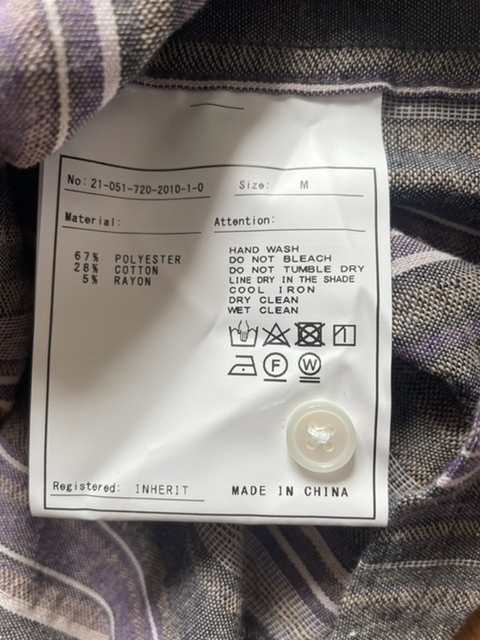 No: 21-051-720-2010-1-0 Size: M
Material: Attention:
67% POLYESTER
28% COTTON
5% RAYON
HAND WASH
DO NOT BLEACH
DO NOT TUMBLE DRY
LINE DRY IN THE SHADE
COOL IRON
DRY CLEAN
WET CLEAN
F W
Registered: INHERIT MADE IN CHINA